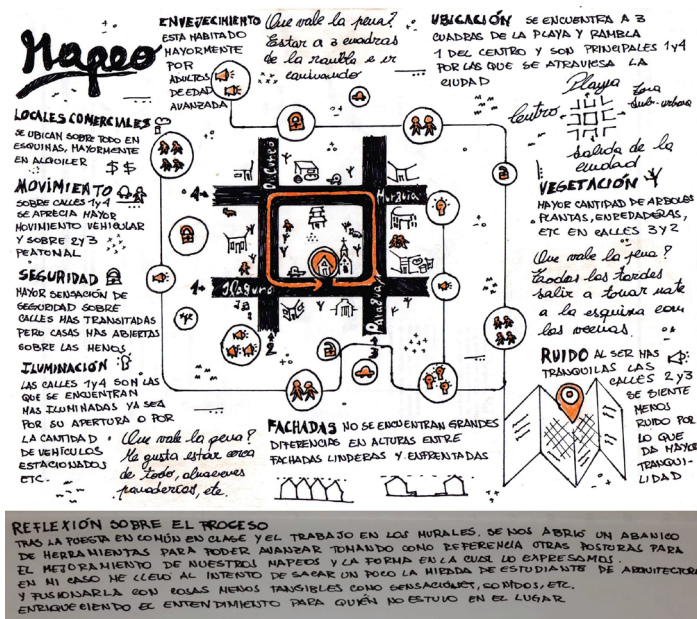 Mapeo
ENVEJECIMIENTO
ESTA HABITADO
MAYORMENTE
POR
ADULTOS
DE EDAD
AVANZADA
Que vale la pena?
Estar a 3 cuadras
de la rambla e ir
caminando
UBICACIÓN SE ENCUENTRA A 3
CUADRAS DE LA PLAYA Y RAMBLA
1 DEL CENTRO Y SON PRINCIPALES 1Y4
POR LAS QUE SE ATRAVIESA LA
CIUDAD
Playa
Centro
Zona
sub-urbana
Salida de la
ciudad
LOCALES COMERCIALES
SE UBICAN SOBRE TODO EN
ESQUINAS, MAYORMENTE
EN ALQUILER $ $
MOVIMIENTO
SOBRE CALLES 1Y4
SE APRECIA MAYOR
MOVIMIENTO VEHICULAR
Y SOBRE 2Y3
PEATONAL
SEGURIDAD
MAYOR SENSACIÓN DE
SEGURIDAD SOBRE
CALLES MAS TRANSITADAS
PERO CASAS MAS ABIERTAS
SOBRE LAS MENOS
ILUMINACIÓN
LAS CALLES 1Y4 SON LAS
QUE SE ENCUENTRAN
MAS ILUMINADAS YA SEA
POR SU APERTURA O POR
LA CANTIDAD
DE VEHÍCULOS
ESTACIONADOS
ETC.
Que vale la pena?
Me gusta estar cerca
de todo, almacenes
panaderias, etc.
4
1
2
3
FACHADAS NO SE ENCUENTRAN GRANDES
DIFERENCIAS EN ALTURAS ENTRE
FACHADAS LINDERAS Y ENFRENTADAS
VEGETACIÓN
MAYOR CANTIDAD DE ARBOLES
PLANTAS, ENREDADERAS,
ETC EN CALLES 3Y2
Que vale la pena?
Todas las tardes
salir a tomar mate
a la esquina con
las vecinas.
RUIDO AL SER MAS
TRANQUILAS LAS
CALLES 2Y3
SE SIENTE
MENOS
RUIDO POR
LO QUE
DA MAYOR
TRANQUI-
LIDAD
REFLEXIÓN SOBRE EL PROCESO
TRAS LA PUESTA EN COMÚN EN CLASE Y EL TRABAJO EN LOS MURALES, SE NOS ABRIÓ UN ABANICO
DE HERRAMIENTAS PARA PODER AVANZAR TOMANDO COMO REFERENCIA OTRAS POSTURAS PARA
EL MEJORAMIENTO DE NUESTROS MAPEOS Y LA FORMA EN LA CUAL LO EXPRESAMOS.
EN MI CASO ME LLEVO AL INTENTO DE SACAR UN POCO LA MIRADA DE ESTUDIANTE DE ARQUITECTURA
Y FUSIONARLA CON COSAS MENOS TANGIBLES COMO SENSACIONES, SONIDOS, ETC.
ENRIQUECIENDO EL ENTENDIMIENTO PARA QUIÉN NO ESTUVO EN EL LUGAR